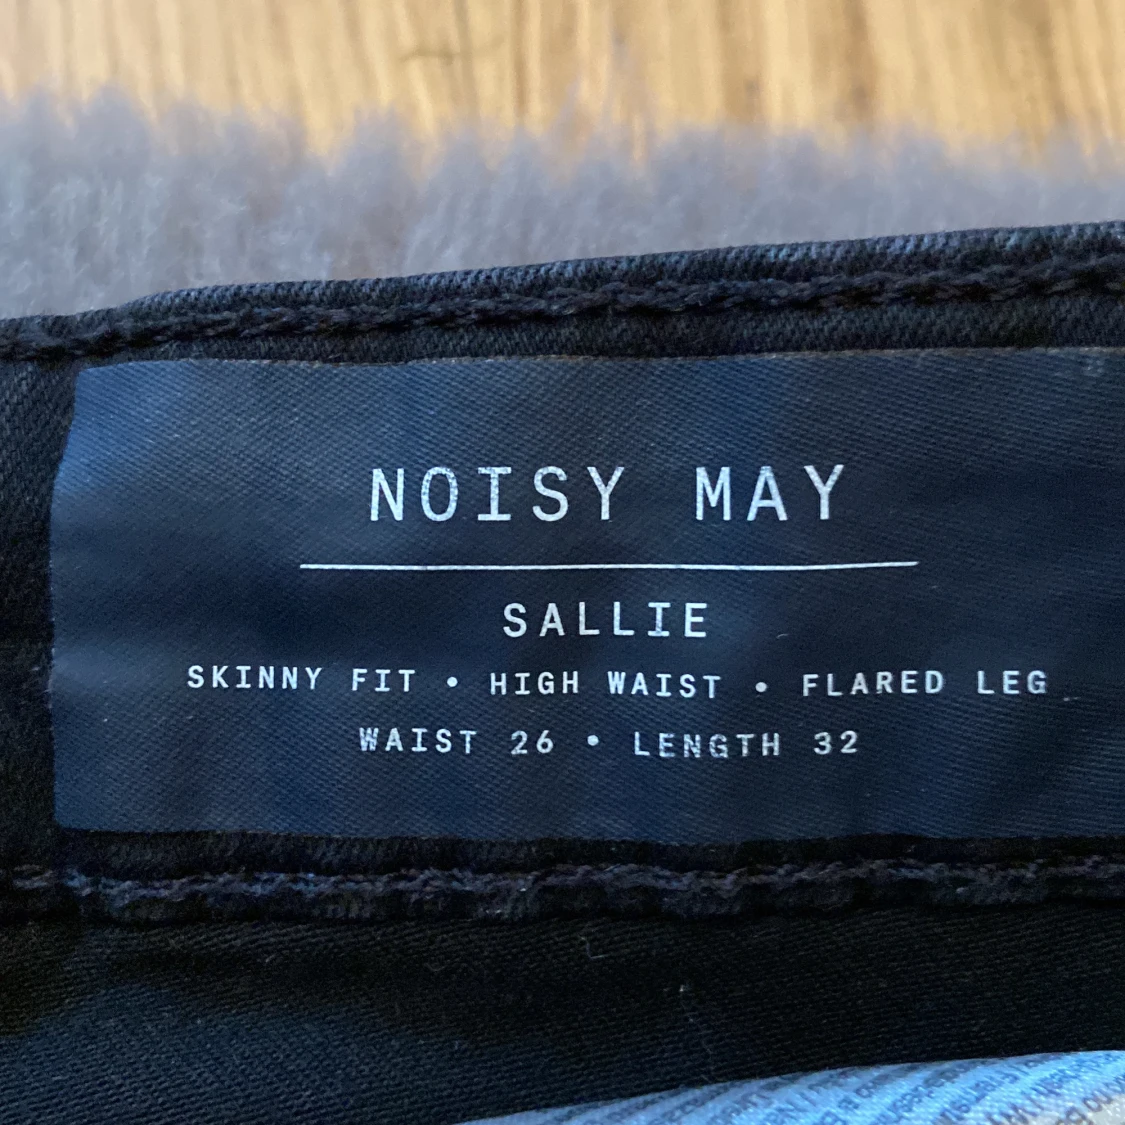 NOISY MAY
SALLIE
SKINNY FIT • HIGH WAIST • FLARED LEG
WAIST 26 • LENGTH 32